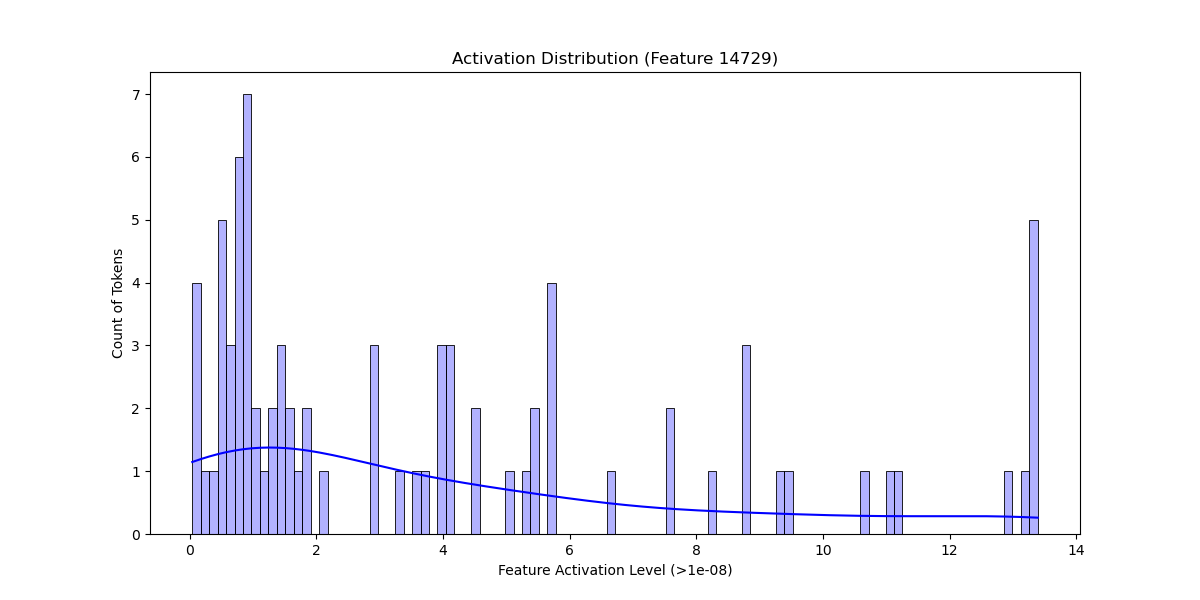 Activation Distribution (Feature 14729)
7
6
5
4
3
2
1
0
Count of Tokens
0 2 4 6 8 10 12 14
Feature Activation Level (>1e-08)